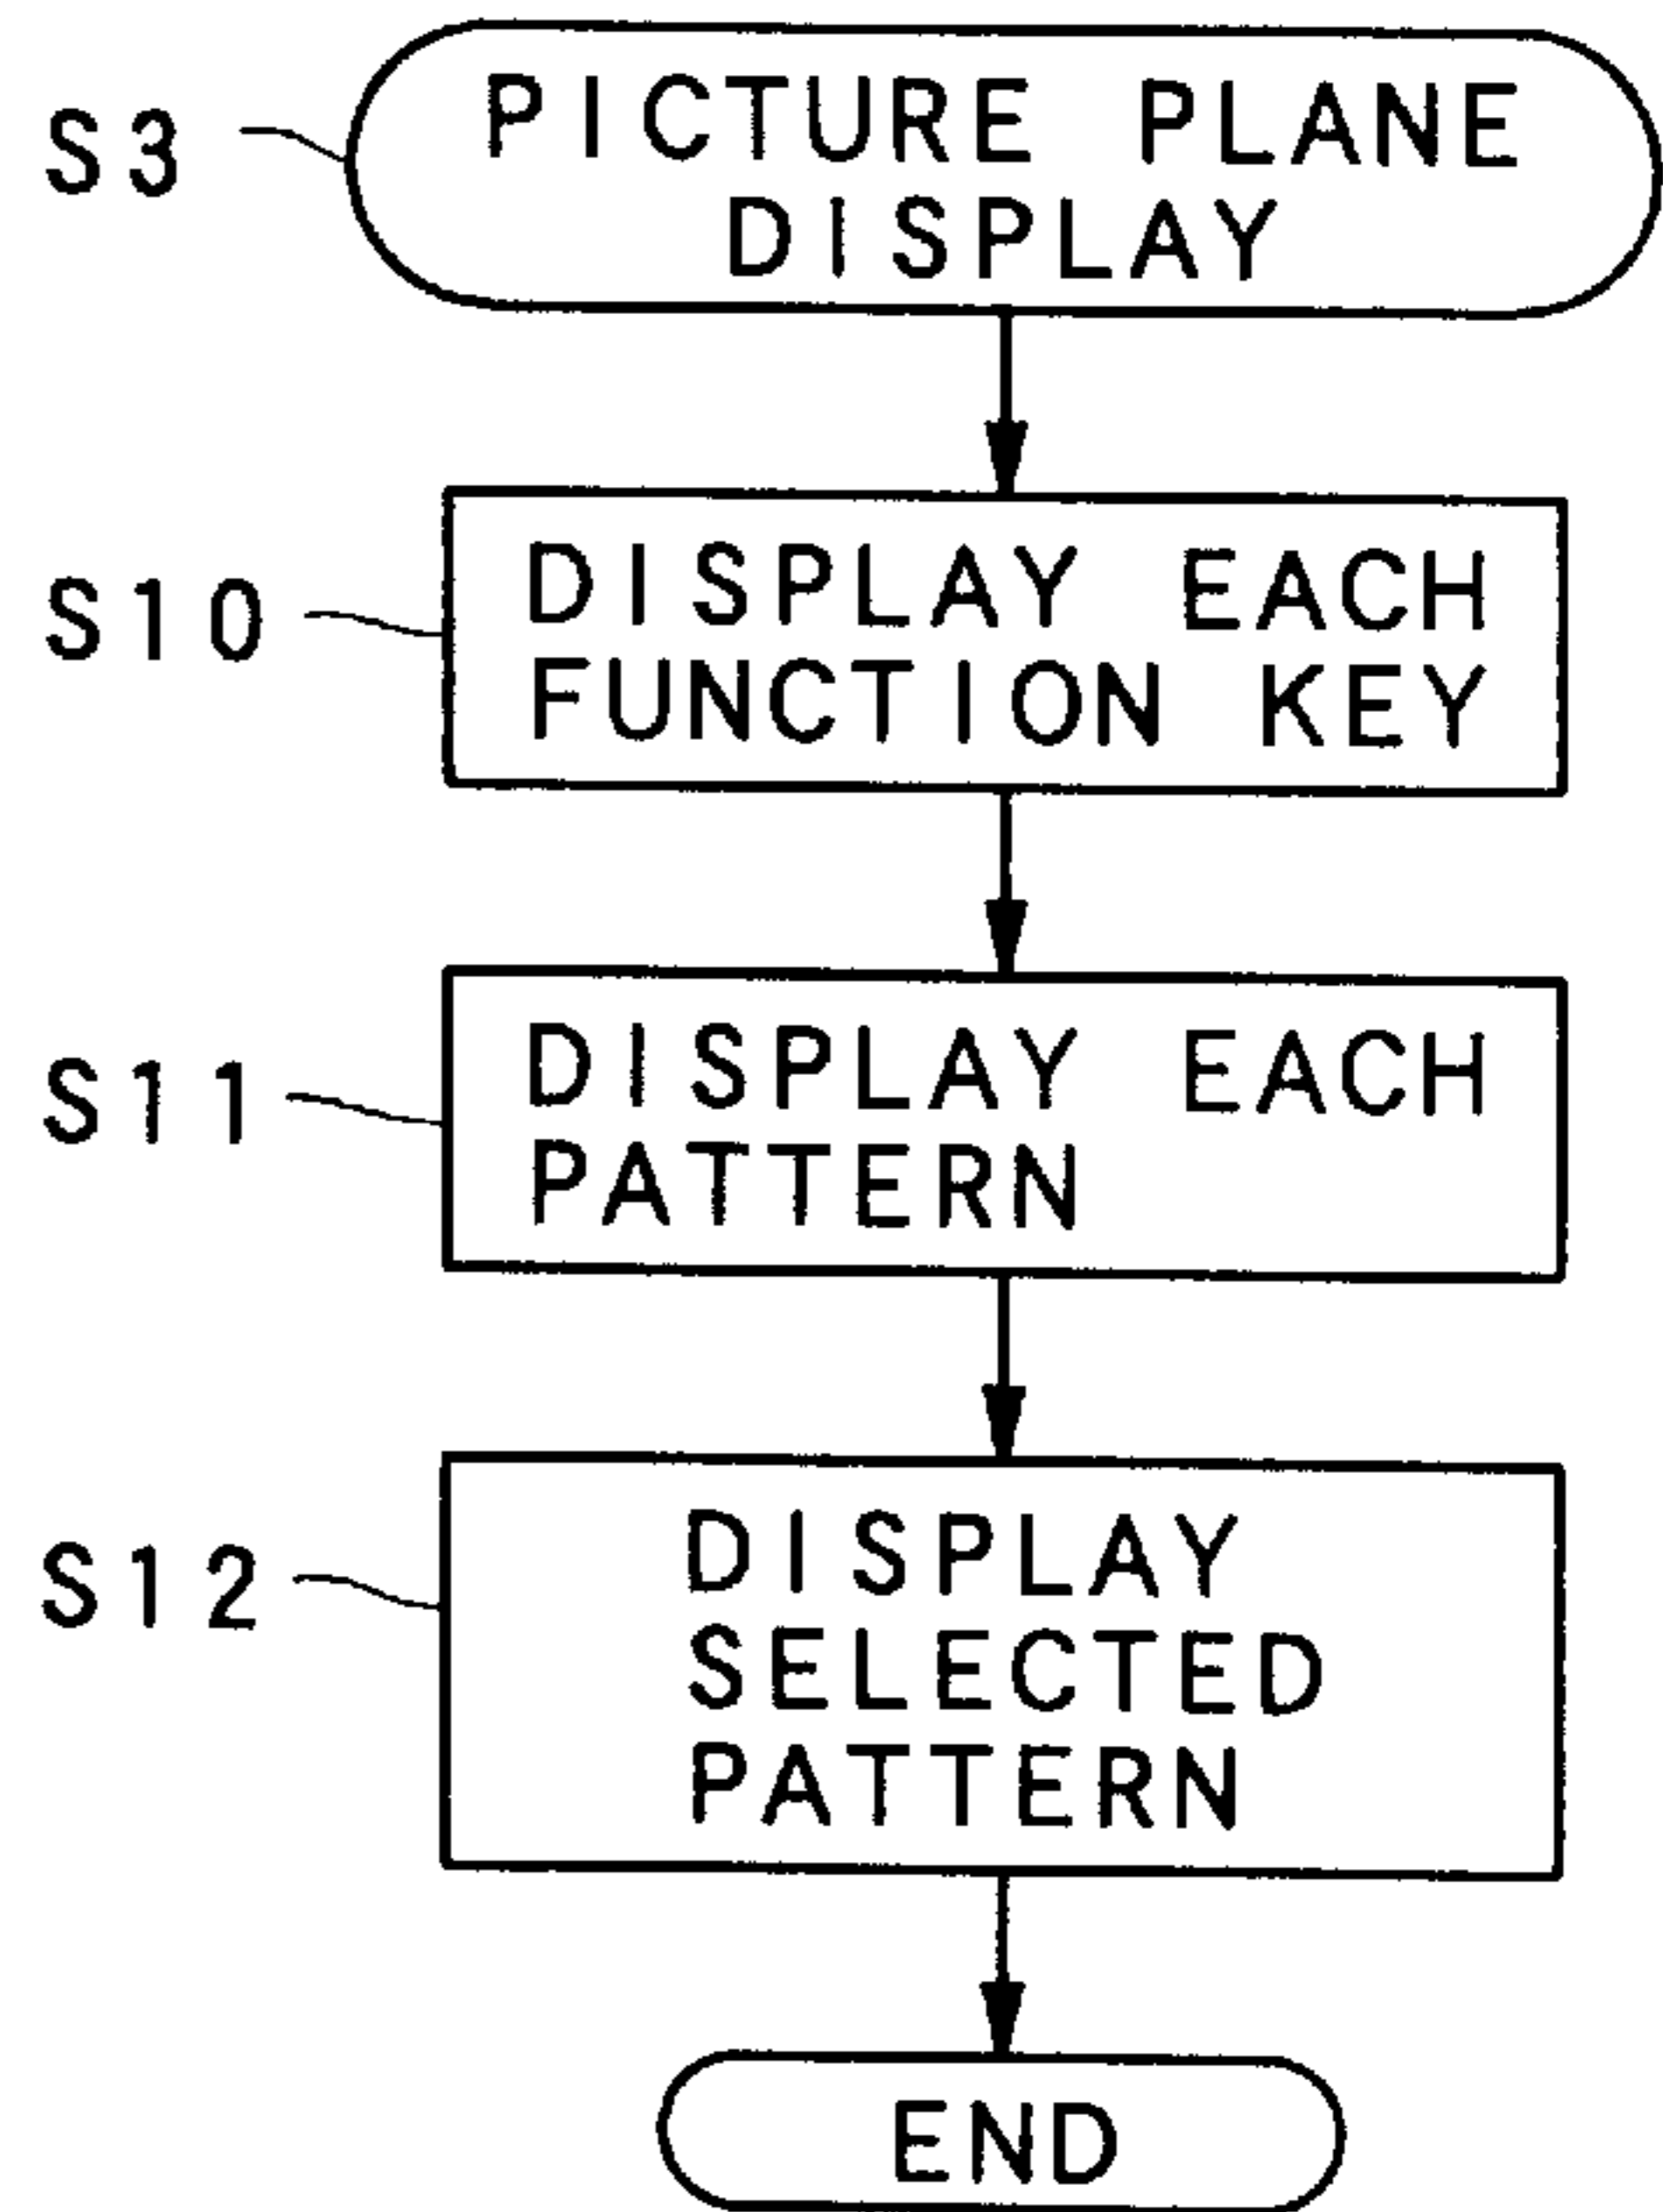 S3
PICTURE PLANE
DISPLAY
S10
DISPLAY EACH
FUNCTION KEY
S11
DISPLAY EACH
PATTERN
S12
DISPLAY
SELECTED
PATTERN
END